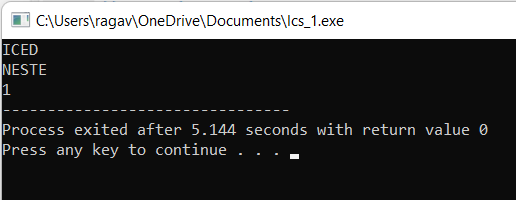 C:\Users\ragav\OneDrive\Documents\lcs_1.exe
ICED
NESTE
1
--------------------------------
Process exited after 5.144 seconds with return value 0
Press any key to continue . . .